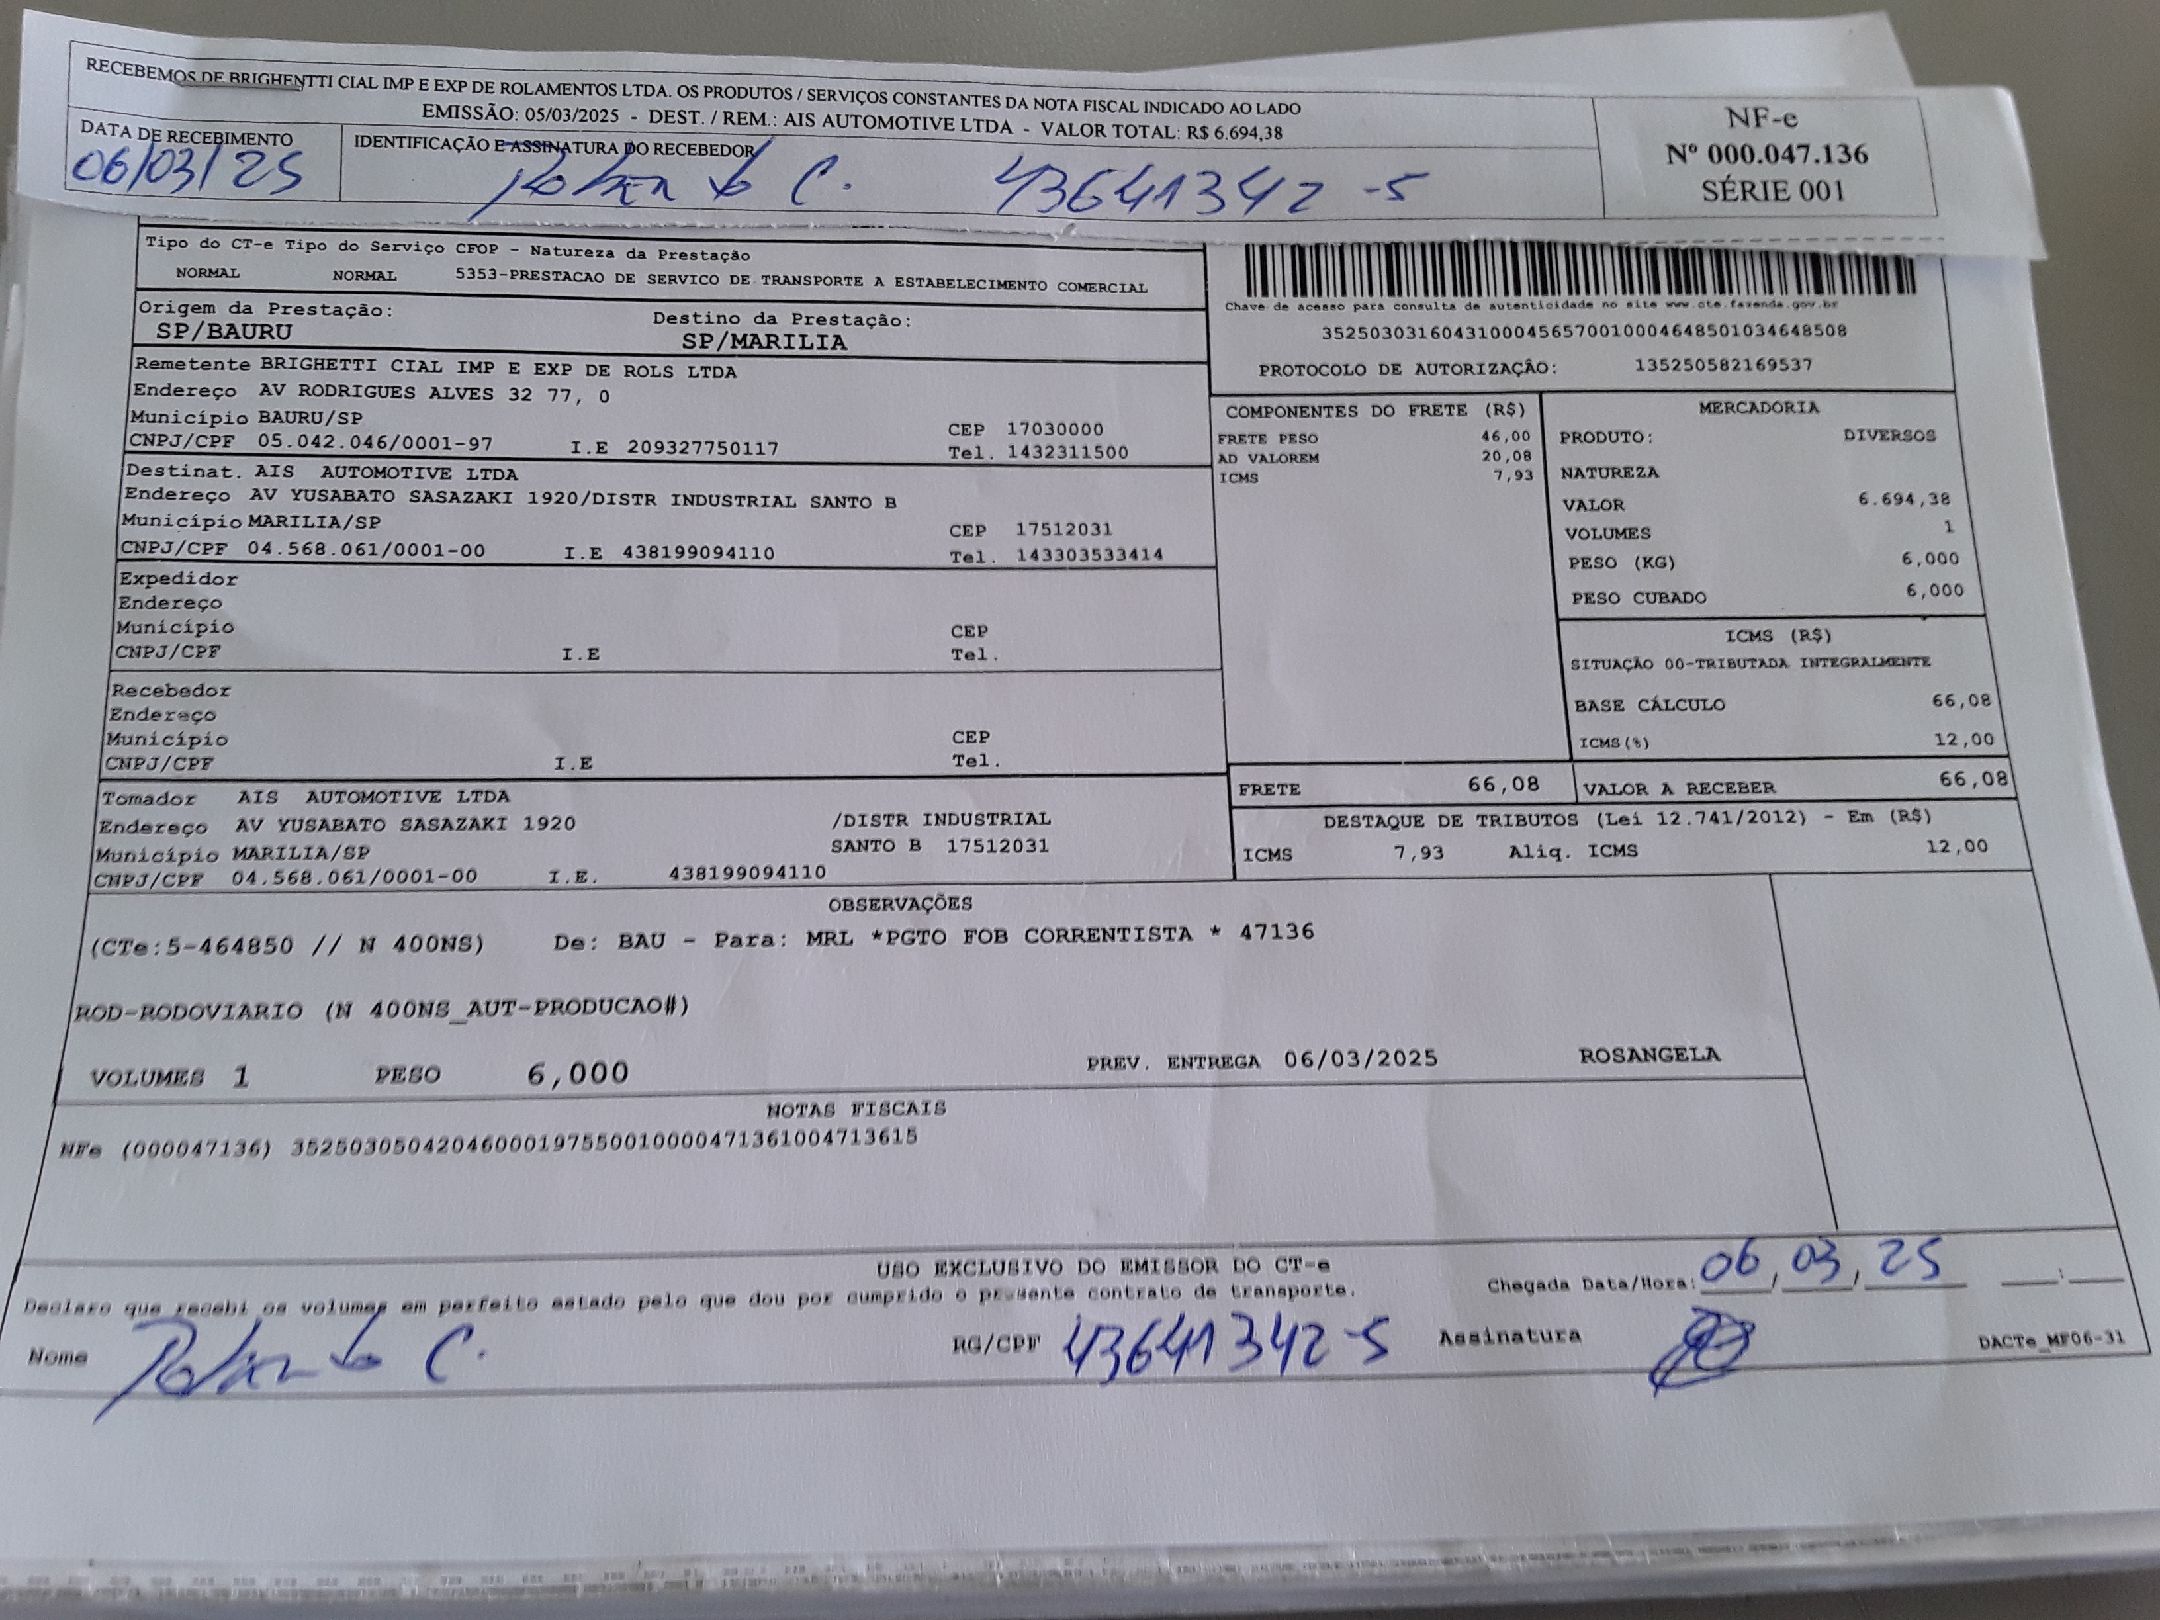 RECEBEMOS DE BRIGHENTTI CIAL IMP E EXP DE ROLAMENTOS LTDA. OS PRODUTOS / SERVIÇOS CONSTANTES DA NOTA FISCAL INDICADO AO LADO
EMISSÃO: 05/03/2025 - DEST. / REM.: AIS AUTOMOTIVE LTDA - VALOR TOTAL: R$ 6.694,38
NF-e
Nº 000.047.136
SÉRIE 001
DATA DE RECEBIMENTO
06/03/25
IDENTIFICAÇÃO E ASSINATURA DO RECEBEDOR
C. 43641342-5
Tipo do CT-e Tipo do Serviço CFOP - Natureza da Prestação
NORMAL NORMAL 5353-PRESTACAO DE SERVICO DE TRANSPORTE A ESTABELECIMENTO COMERCIAL
Origem da Prestação: Destino da Prestação:
SP/BAURU SP/MARILIA
Chave de acesso para consulta de autenticidade no site www.cte.fazenda.gov.br
35250303160431000456570010004648501034648508
PROTOCOLO DE AUTORIZAÇÂO: 135250582169537
Remetente BRIGHETTI CIAL IMP E EXP DE ROLS LTDA
Endereço AV RODRIGUES ALVES 32 77, 0
Município BAURU/SP CEP 17030000
CNPJ/CPF 05.042.046/0001-97 I.E 209327750117 Tel. 1432311500
Destinat. AIS AUTOMOTIVE LTDA
Endereço AV YUSABATO SASAZAKI 1920/DISTR INDUSTRIAL SANTO B
Município MARILIA/SP CEP 17512031
CNPJ/CPF 04.568.061/0001-00 I.E 438199094110 Tel. 143303533414
Expedidor
Endereço
Município CEP
CNPJ/CPF I.E Tel.
Recebedor
Endereço
Município CEP
CNPJ/CPF I.E Tel.
Tomador AIS AUTOMOTIVE LTDA
Endereço AV YUSABATO SASAZAKI 1920 /DISTR INDUSTRIAL
Município MARILIA/SP SANTO B 17512031
CNPJ/CPF 04.568.061/0001-00 I.E. 438199094110
COMPONENTES DO FRETE (R$)
FRETE PESO 46,00
AD VALOREM 20,08
ICMS 7,93
MERCADORIA
PRODUTO: DIVERSOS
NATUREZA
VALOR 6.694,38
VOLUMES 1
PESO (KG) 6,000
PESO CUBADO 6,000
ICMS (R$)
SITUAÇÃO 00-TRIBUTADA INTEGRALMENTE
BASE CÁLCULO 66,08
ICMS(%) 12,00
FRETE 66,08 VALOR A RECEBER 66,08
DESTAQUE DE TRIBUTOS (Lei 12.741/2012) - Em (R$)
ICMS 7,93 Aliq. ICMS 12,00
OBSERVAÇÕES
(CTe:5-464850 // N 400NS) De: BAU - Para: MRL *PGTO FOB CORRENTISTA * 47136
ROD-RODOVIARIO (N 400NS_AUT-PRODUCAO#)
VOLUMES 1 PESO 6,000 PREV. ENTREGA 06/03/2025 ROSANGELA
NOTAS FISCAIS
NFe (000047136) 35250305042046000197550010000471361004713615
USO EXCLUSIVO DO EMISSOR DO CT-e
Declaro que recebi os volumes em perfeito estado pelo que dou por cumprido o presente contrato de transporte.
Chegada Data/Hora: 06, 03, 25 :
Nome C. RG/CPF 43641342-5 Assinatura
DACTe_MF06-31